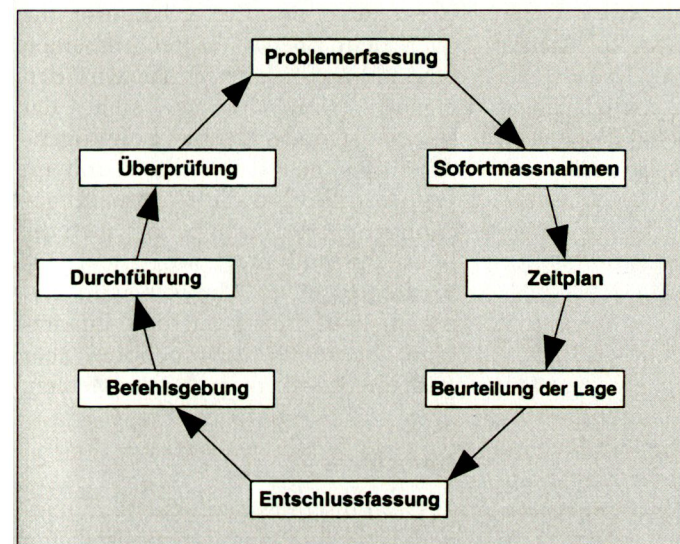 Problemerfassung
Sofortmassnahmen
Zeitplan
Beurteilung der Lage
Entschlussfassung
Befehlsgebung
Durchführung
Überprüfung